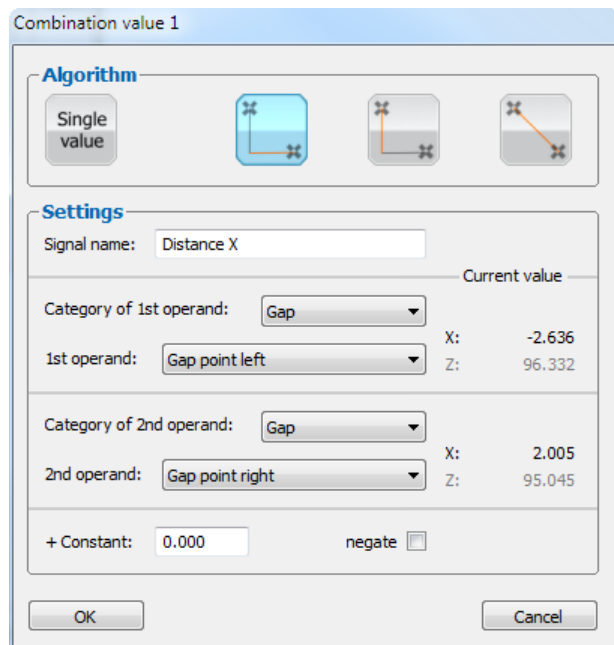 Combination value 1
Algorithm
Single
value
Settings
Signal name: Distance X
Current value
Category of 1st operand: Gap
X: -2.636
1st operand: Gap point left
Z: 96.332
Category of 2nd operand: Gap
X: 2.005
2nd operand: Gap point right
Z: 95.045
+ Constant: 0.000 negate
OK Cancel